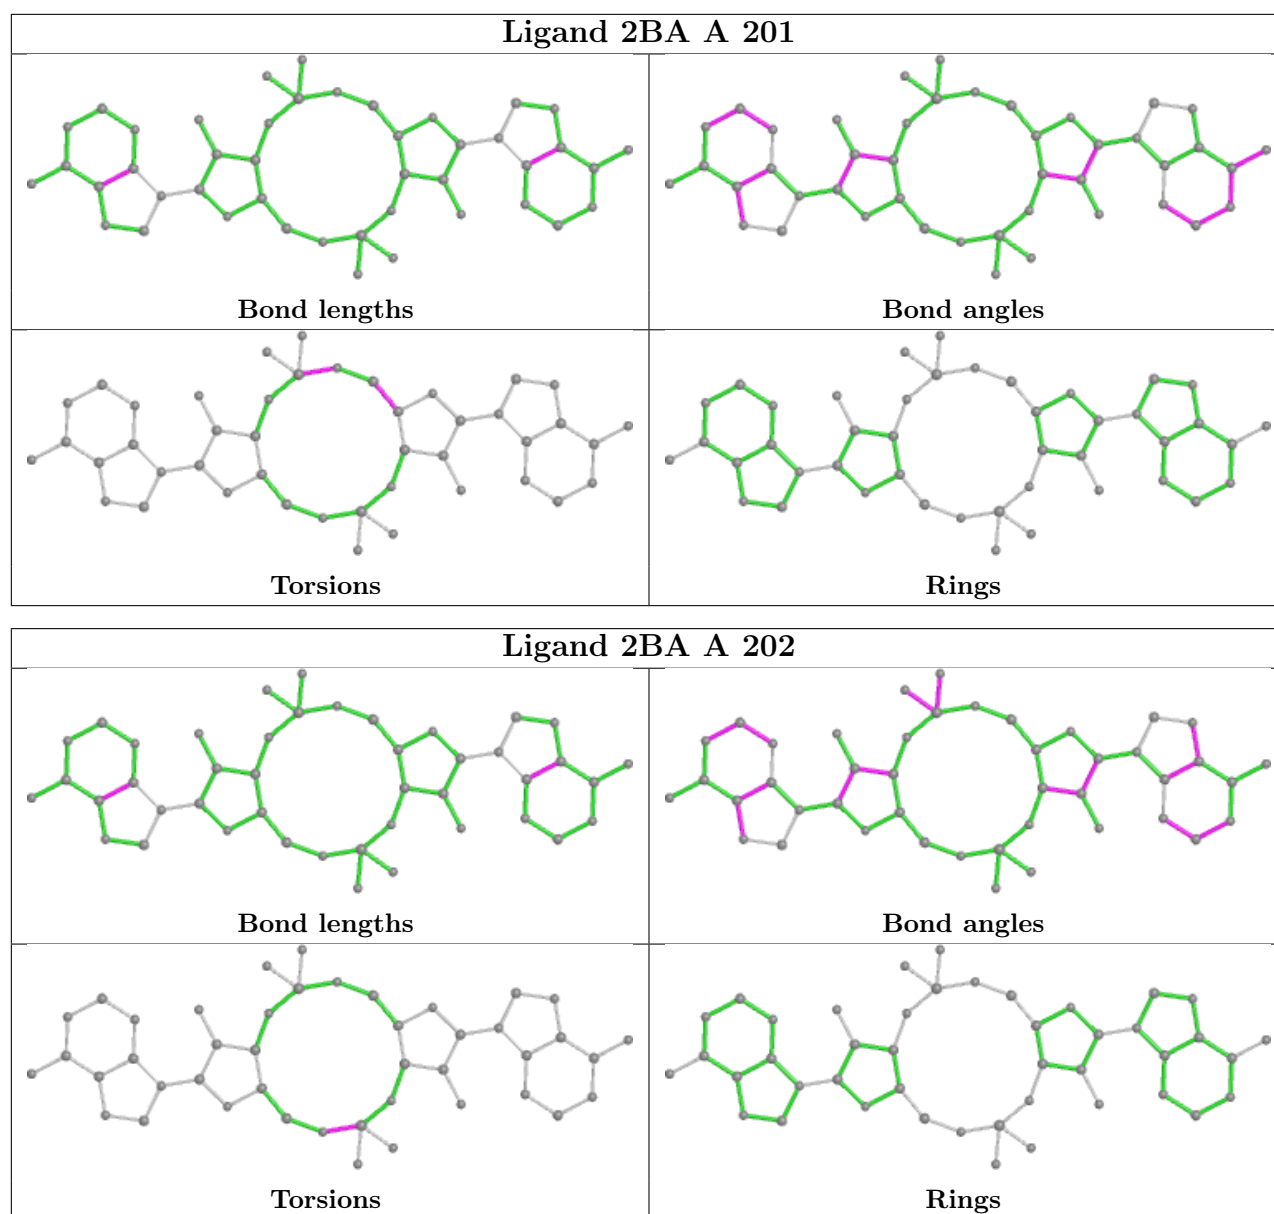 Ligand 2BA A 201
Bond lengths
Bond angles
Torsions
Rings
Ligand 2BA A 202
Bond lengths
Bond angles
Torsions
Rings